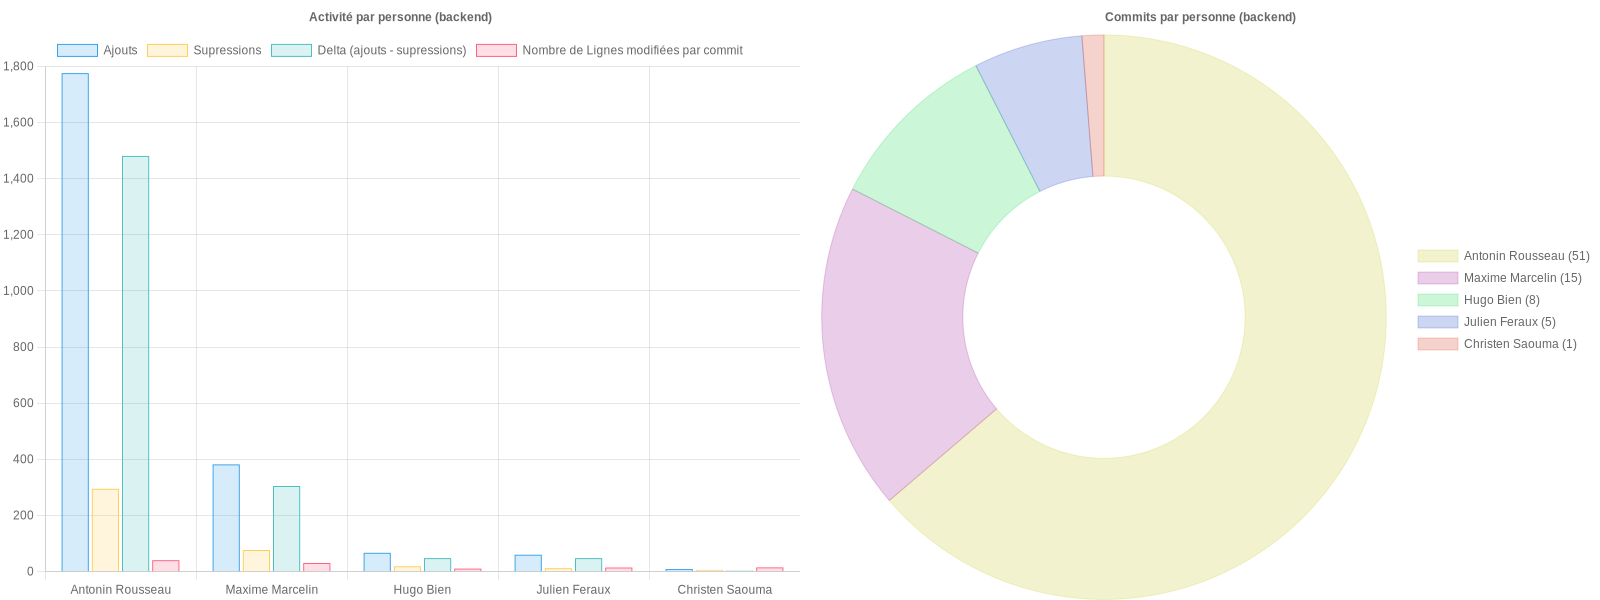 Activité par personne (backend)
Ajouts
Supressions
Delta (ajouts - supressions)
Nombre de Lignes modifiées par commit
1,800
1,600
1,400
1,200
1,000
800
600
400
200
0
Antonin Rousseau
Maxime Marcelin
Hugo Bien
Julien Feraux
Christen Saouma
Commits par personne (backend)
Antonin Rousseau (51)
Maxime Marcelin (15)
Hugo Bien (8)
Julien Feraux (5)
Christen Saouma (1)